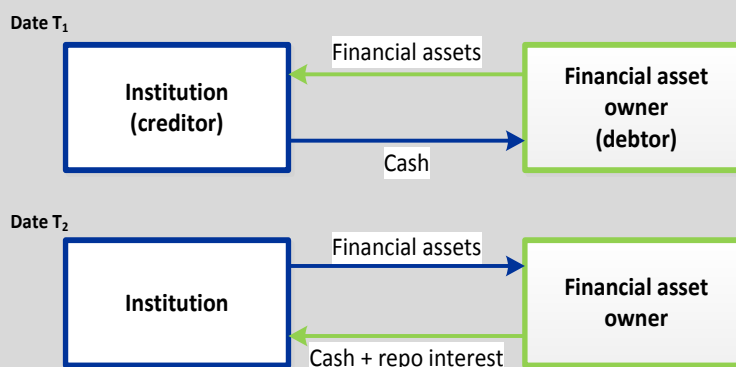 Date T₁
Financial assets
Institution
(creditor)
Financial asset
owner
(debtor)
Cash
Date T₂
Financial assets
Institution
Financial asset
owner
Cash + repo interest